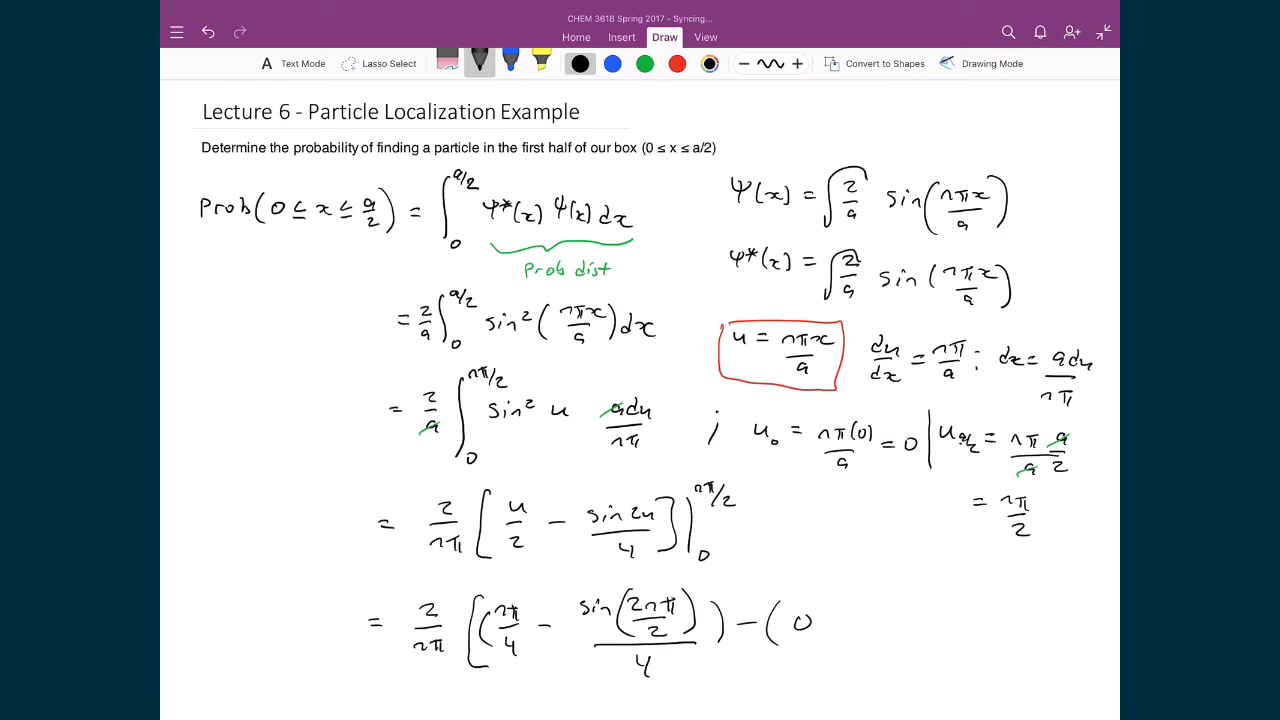 CHEM 361B Spring 2017 - Syncing...
Home Insert Draw View
A Text Mode Lasso Select Convert to Shapes Drawing Mode
Lecture 6 - Particle Localization Example
Determine the probability of finding a particle in the first half of our box (0 ≤ x ≤ a/2)
Prob(0 ≤ x ≤ a/2) = ∫₀^(a/2) ψ*(x) ψ(x) dx
Prob dist
= 2/a ∫₀^(a/2) sin² (nπx/a) dx
= 2/a ∫₀^(nπ/2) sin² u a du/nπ
= 2/nπ [u/2 − sin 2u/4] |₀^(nπ/2)
= 2/nπ [(nπ/4 − sin(2nπ/2)/4) − (0
ψ(x) = √(2/a) sin(nπx/a)
ψ*(x) = √(2/a) sin(nπx/a)
u = nπx/a du/dx = nπ/a ; dx = a du/nπ
; u₀ = nπ(0)/a = 0 | u_(a/2) = nπ/a a/2
= nπ/2